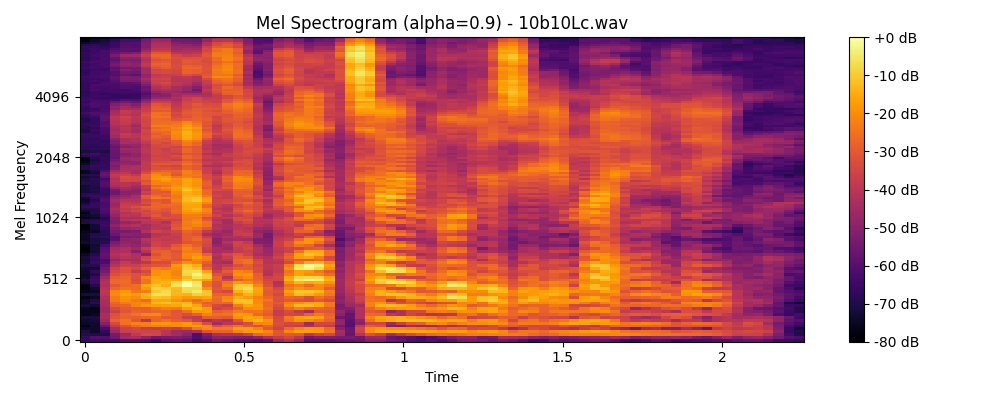 Mel Spectrogram (alpha=0.9) - 10b10Lc.wav
Mel Frequency
4096
2048
1024
512
0
0
0.5
1
1.5
2
Time
+0 dB
-10 dB
-20 dB
-30 dB
-40 dB
-50 dB
-60 dB
-70 dB
-80 dB